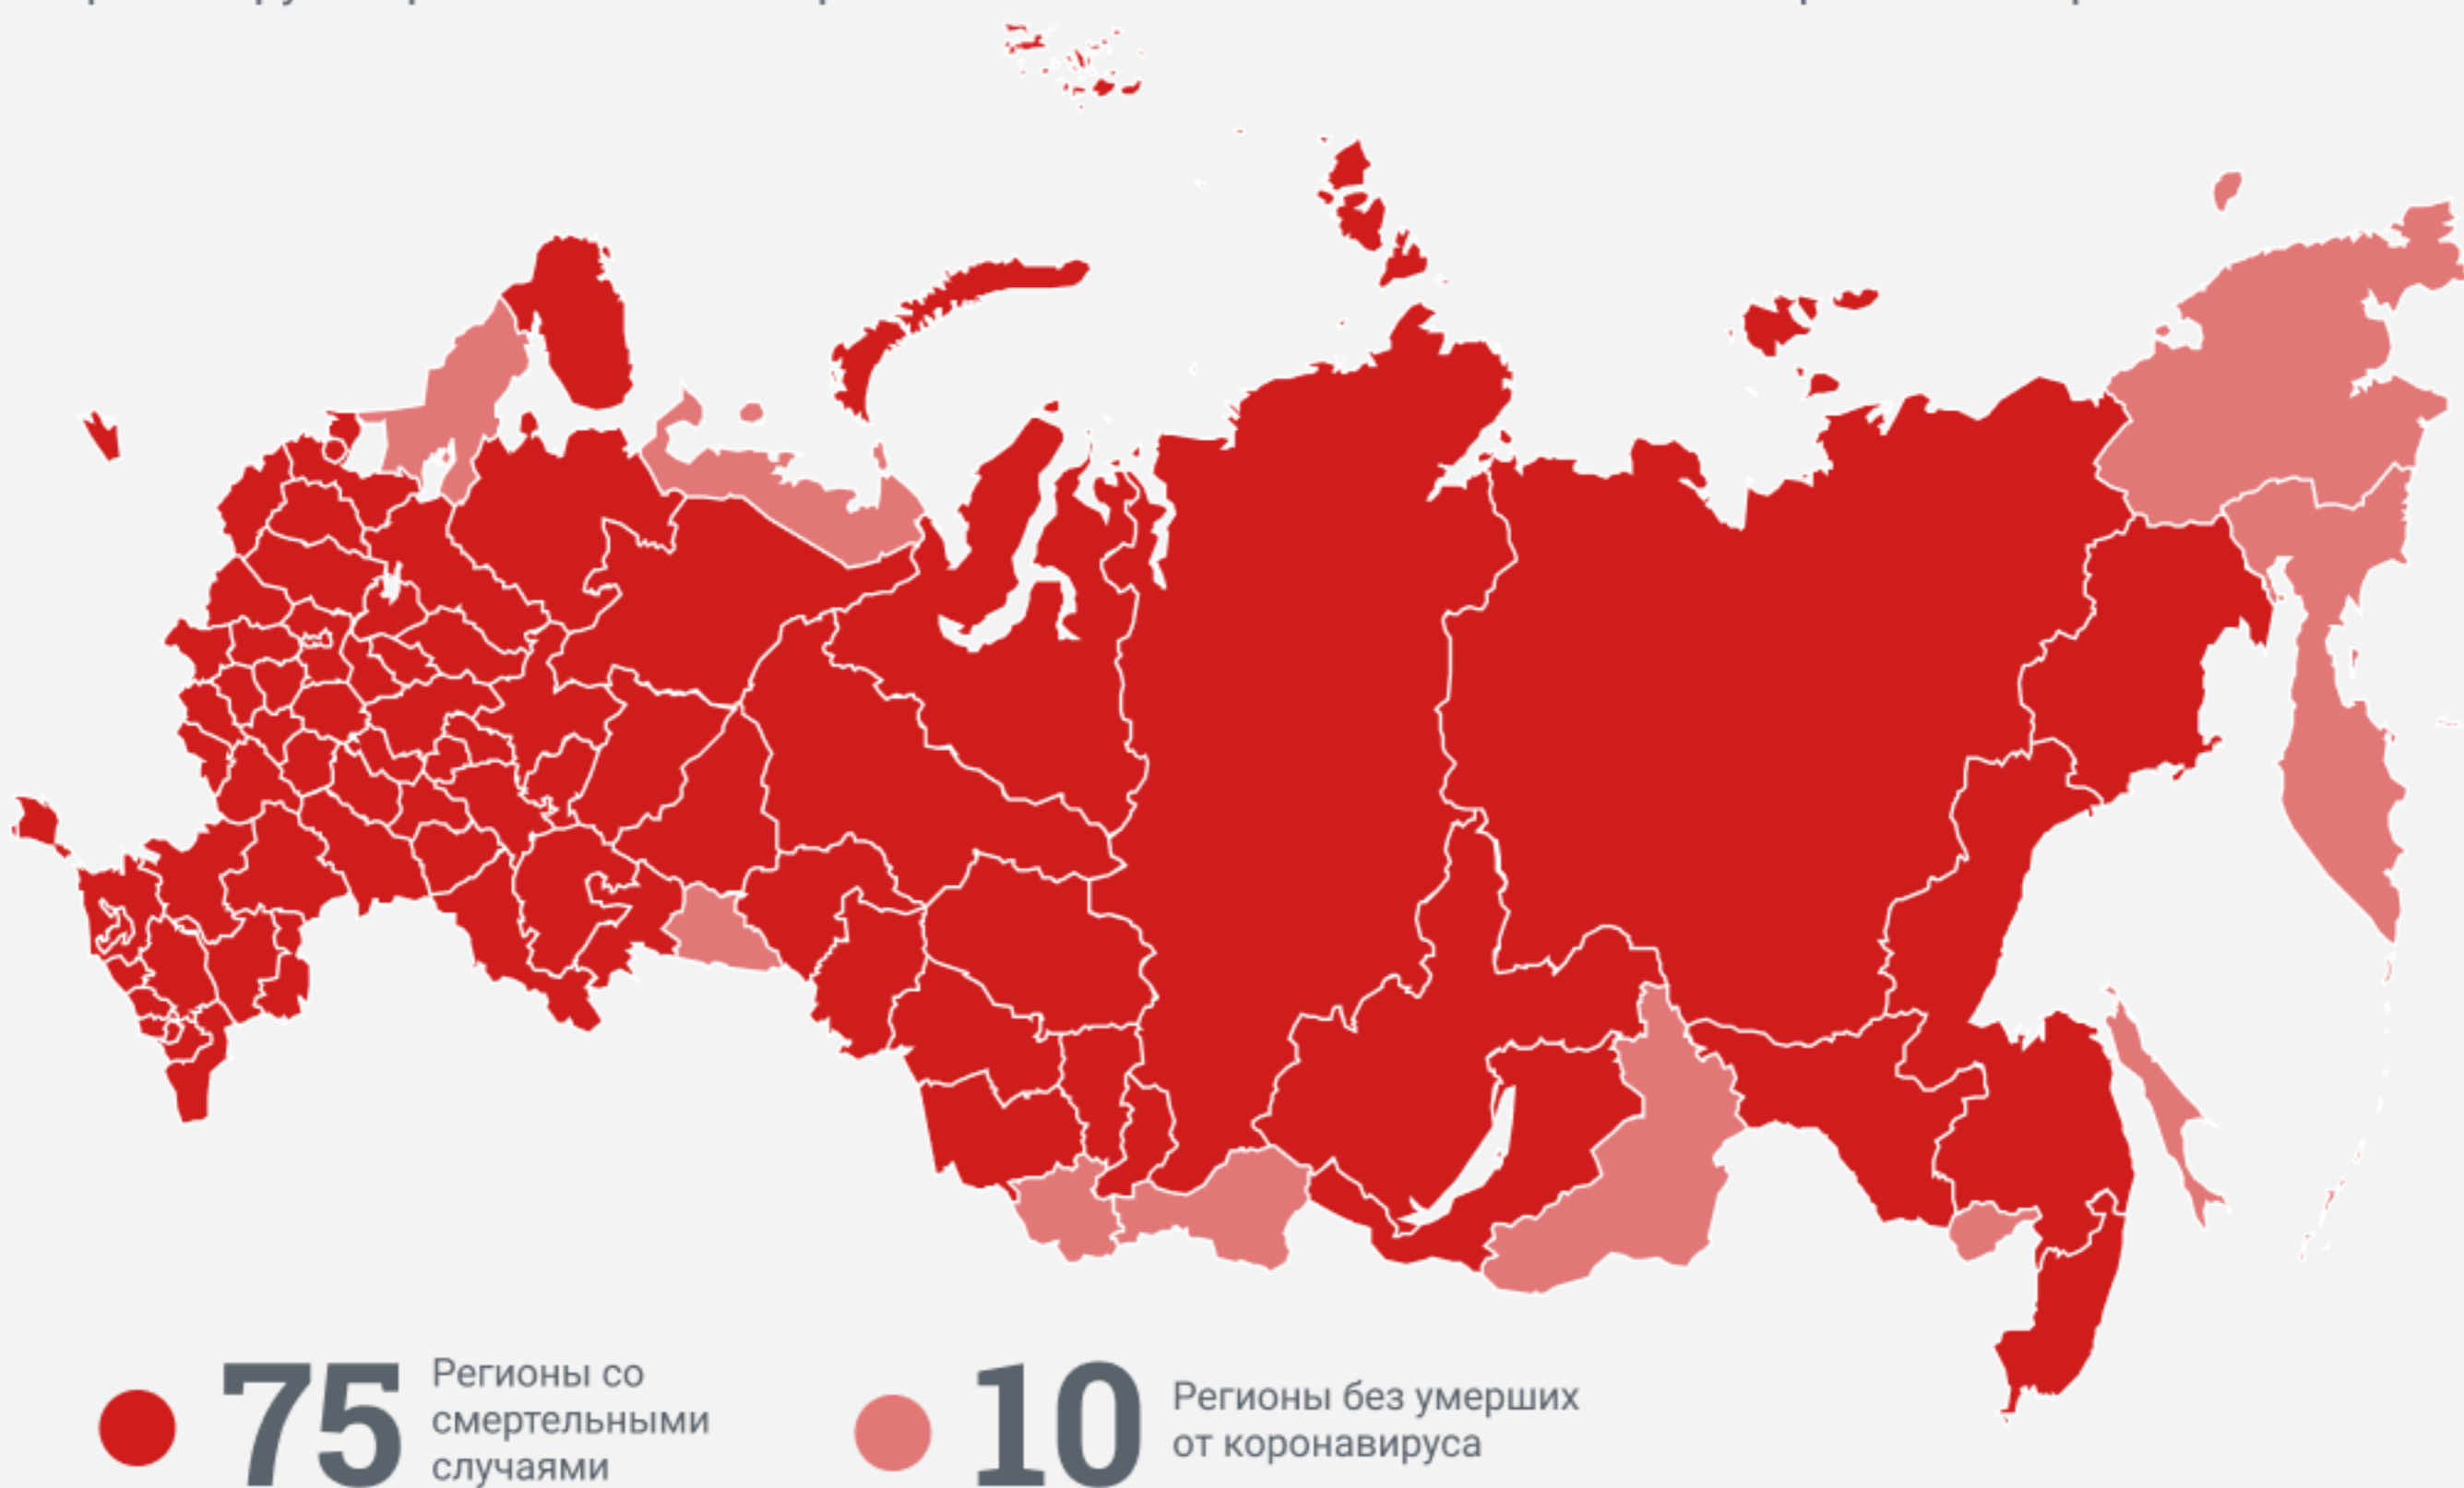 75
Регионы со
смертельными
случаями
10
Регионы без умерших
от коронавируса